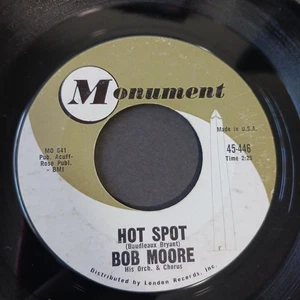 Monument
Made in U.S.A.
MO 041
Pub. Acuff-
Rose Publ.
- BMI
45-446
Time 2:25
HOT SPOT
(Boudleaux Bryant)
BOB MOORE
His Orch. & Chorus
Distributed by London Records, Inc.